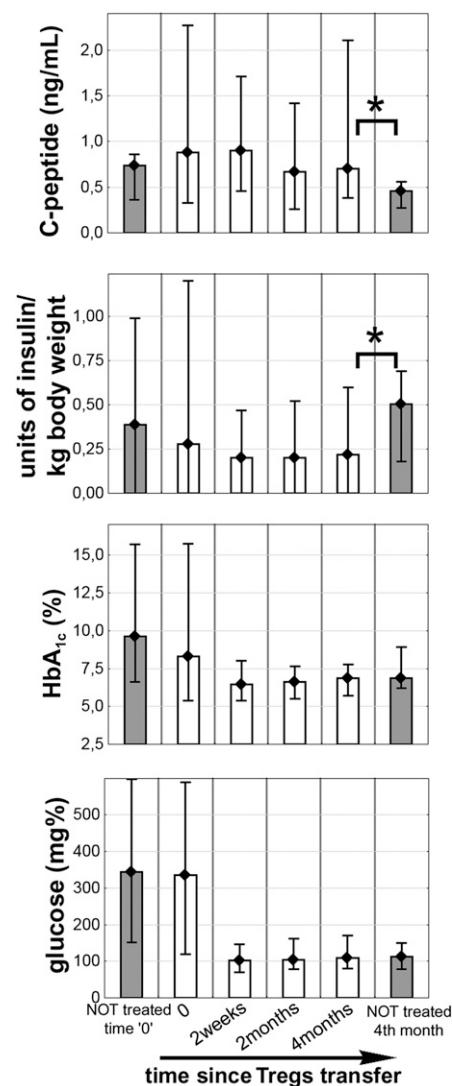 C-peptide (ng/mL)
2,0
1,5
1,0
0,5
0,0
*
units of insulin/
kg body weight
1,00
0,75
0,50
0,25
0,00
*
HbA1c (%)
15,0
12,5
10,0
7,5
5,0
2,5
glucose (mg%)
500
400
300
200
100
0
NOT treated
time '0'
0
2weeks
2months
4months
NOT treated
4th month
time since Tregs transfer